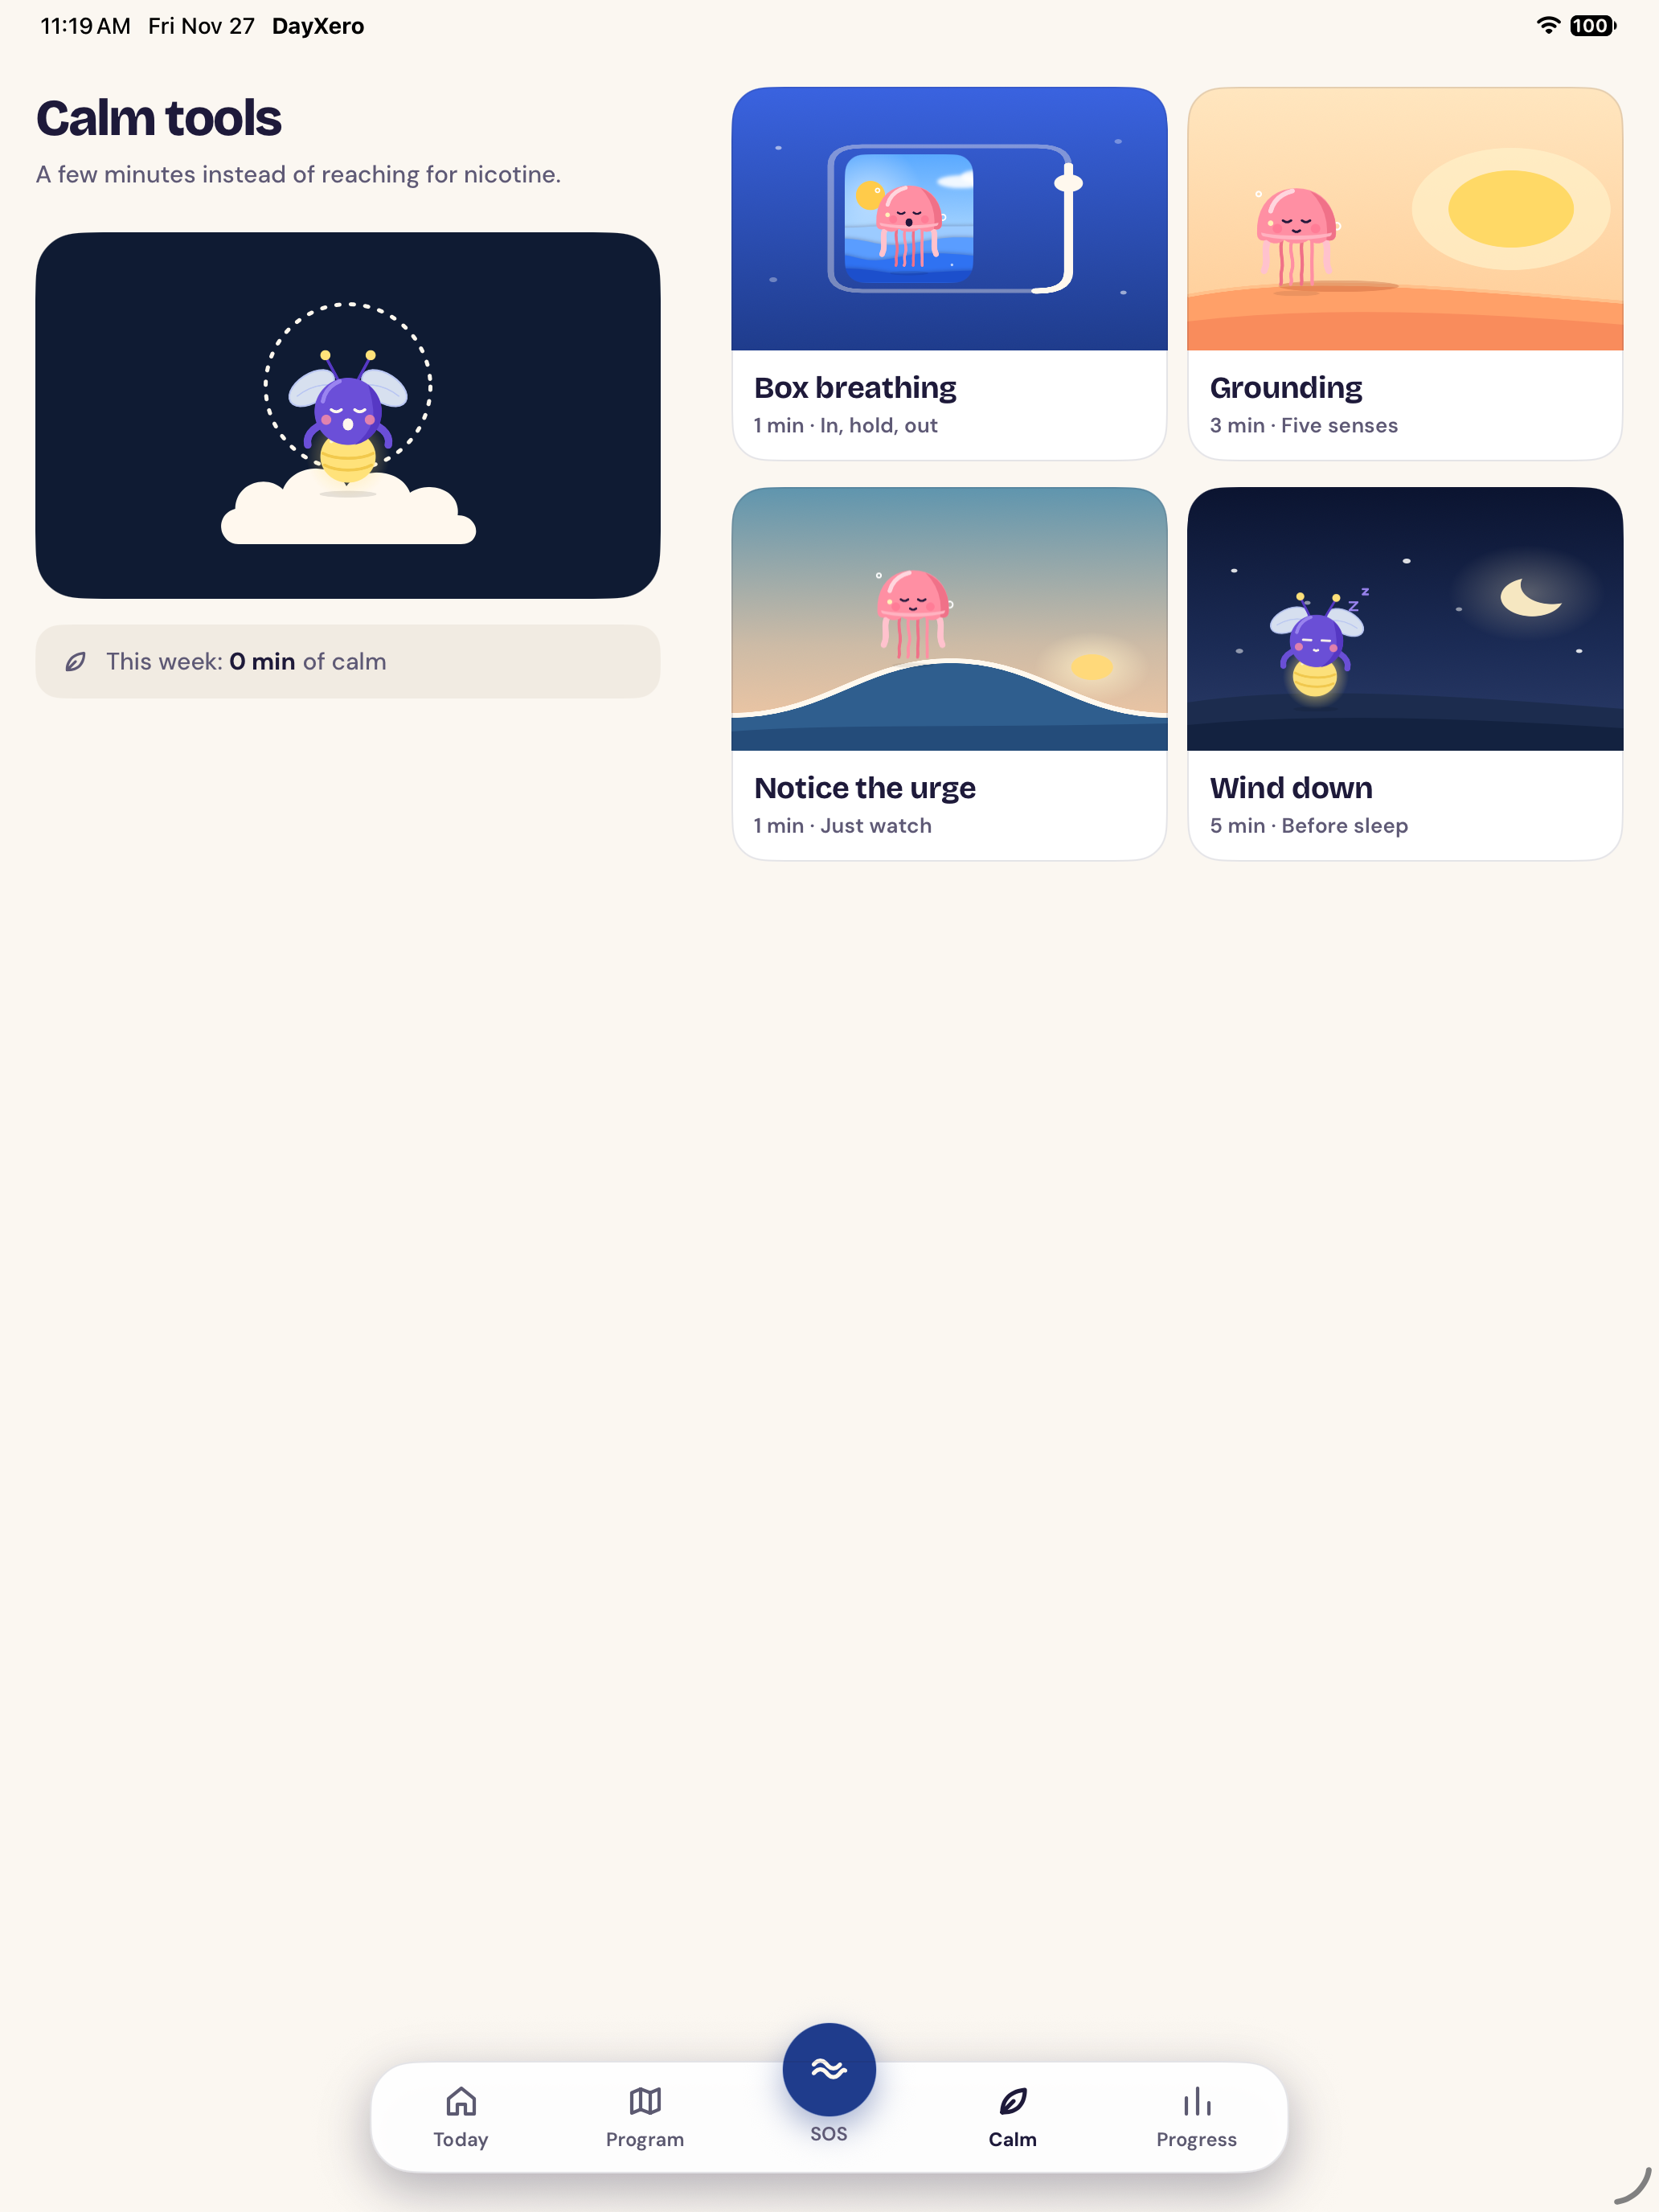 11:19 AM Fri Nov 27 DayXero
100
Calm tools
A few minutes instead of reaching for nicotine.
This week: 0 min of calm
Box breathing
1 min · In, hold, out
Grounding
3 min · Five senses
z
z
Notice the urge
1 min · Just watch
Wind down
5 min · Before sleep
Today
Program
SOS
Calm
Progress